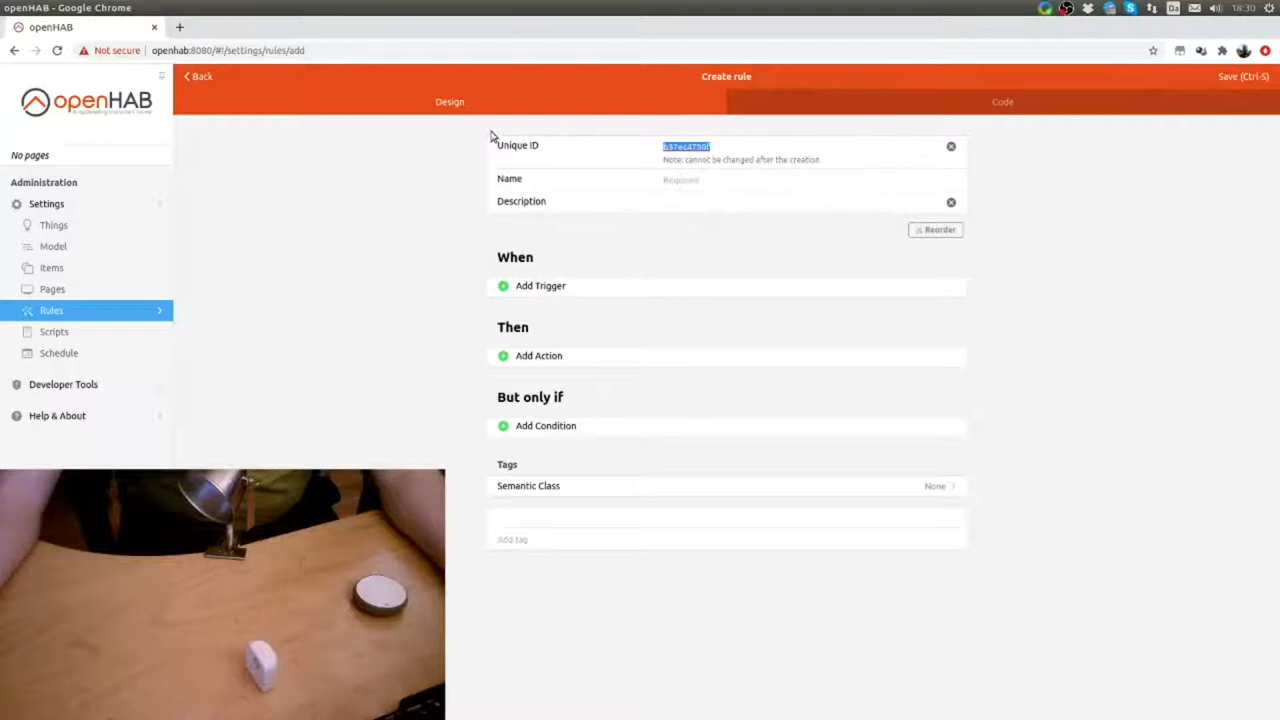 openHAB - Google Chrome
Da
18:30
openHAB
Not secure
openhab:8080/#!/settings/rules/add
openHAB
Back
Create rule
Save (Ctrl-S)
Design
Code
No pages
Administration
Settings
Things
Model
Items
Pages
Rules
Scripts
Schedule
Developer Tools
Help & About
Unique ID
Note: cannot be changed after the creation
Name
Required
Description
Reorder
When
Add Trigger
Then
Add Action
But only if
Add Condition
Tags
Semantic Class
None
Add tag